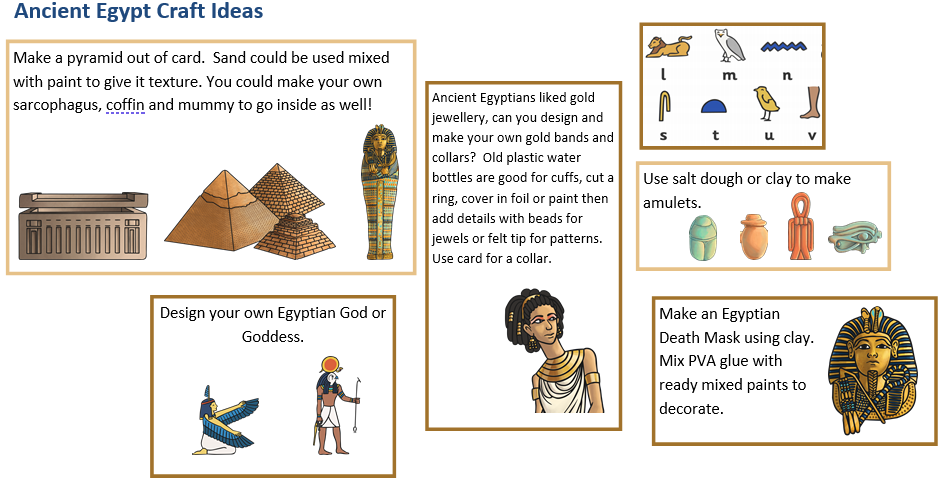 Ancient Egypt Craft Ideas
Make a pyramid out of card.  Sand could be used mixed
with paint to give it texture. You could make your own
sarcophagus, coffin and mummy to go inside as well!
Ancient Egyptians liked gold
jewellery, can you design and
make your own gold bands and
collars?  Old plastic water
bottles are good for cuffs, cut a
ring, cover in foil or paint then
add details with beads for
jewels or felt tip for patterns.
Use card for a collar.
l m n
s t u v
Use salt dough or clay to make
amulets.
Design your own Egyptian God or
Goddess.
Make an Egyptian
Death Mask using clay.
Mix PVA glue with
ready mixed paints to
decorate.